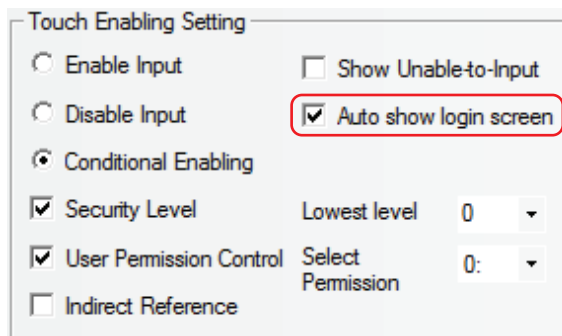 Touch Enabling Setting
Enable Input
Show Unable-to-Input
Disable Input
Auto show login screen
Conditional Enabling
Security Level
Lowest level
0
User Permission Control
Select
Permission
0:
Indirect Reference